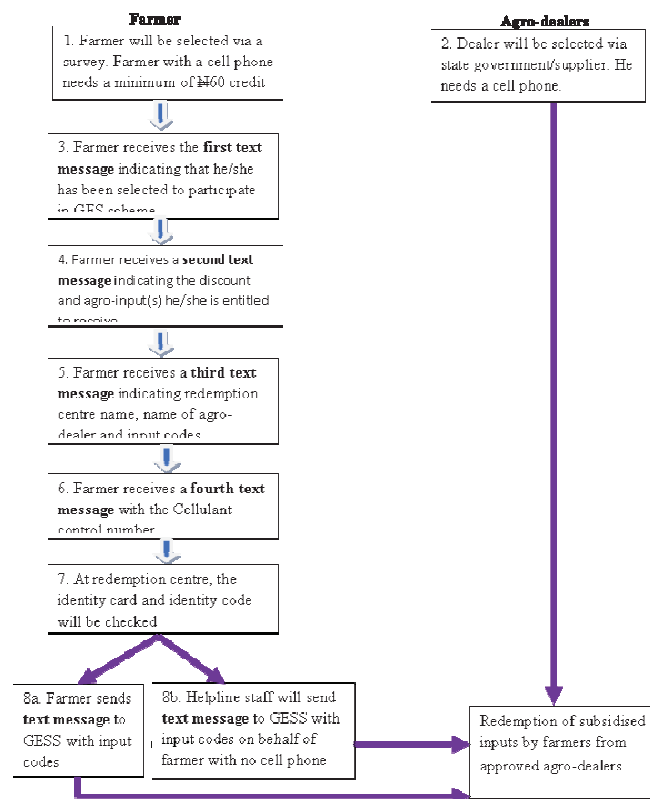 Farmer
1. Farmer will be selected via a
survey. Farmer with a cell phone
needs a minimum of ₦60 credit
Agro-dealers
2. Dealer will be selected via
state government/supplier. He
needs a cell phone.
3. Farmer receives the first text
message indicating that he/she
has been selected to participate
in GES scheme
4. Farmer receives a second text
message indicating the discount
and agro-input(s) he/she is entitled
to receive
5. Farmer receives a third text
message indicating redemption
centre name, name of agro-
dealer and input codes
6. Farmer receives a fourth text
message with the Cellulant
control number
7. At redemption centre, the
identity card and identity code
will be checked
8a. Farmer sends
text message to
GESS with input
codes
8b. Helpline staff will send
text message to GESS with
input codes on behalf of
farmer with no cell phone
Redemption of subsidised
inputs by farmers from
approved agro-dealers